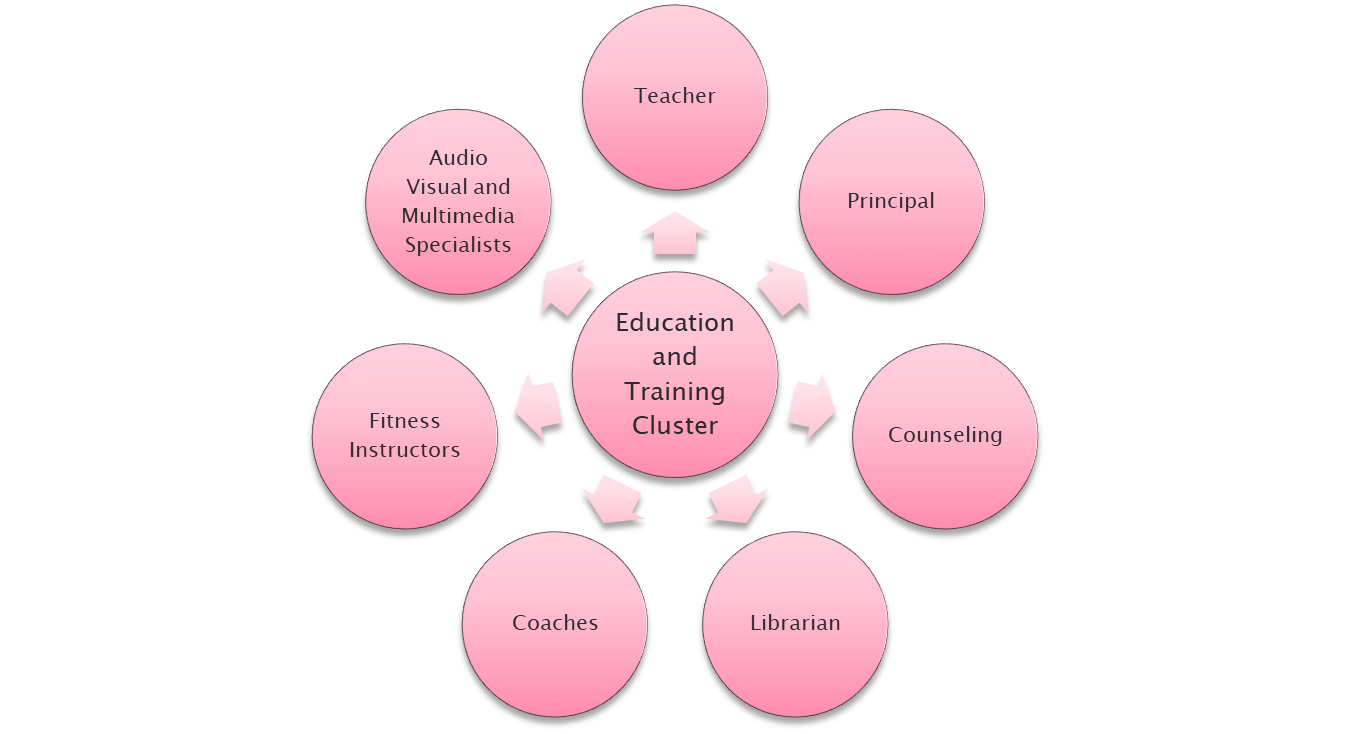 Teacher
Audio
Visual and
Multimedia
Specialists
Principal
Education
and
Training
Cluster
Fitness
Instructors
Counseling
Coaches
Librarian